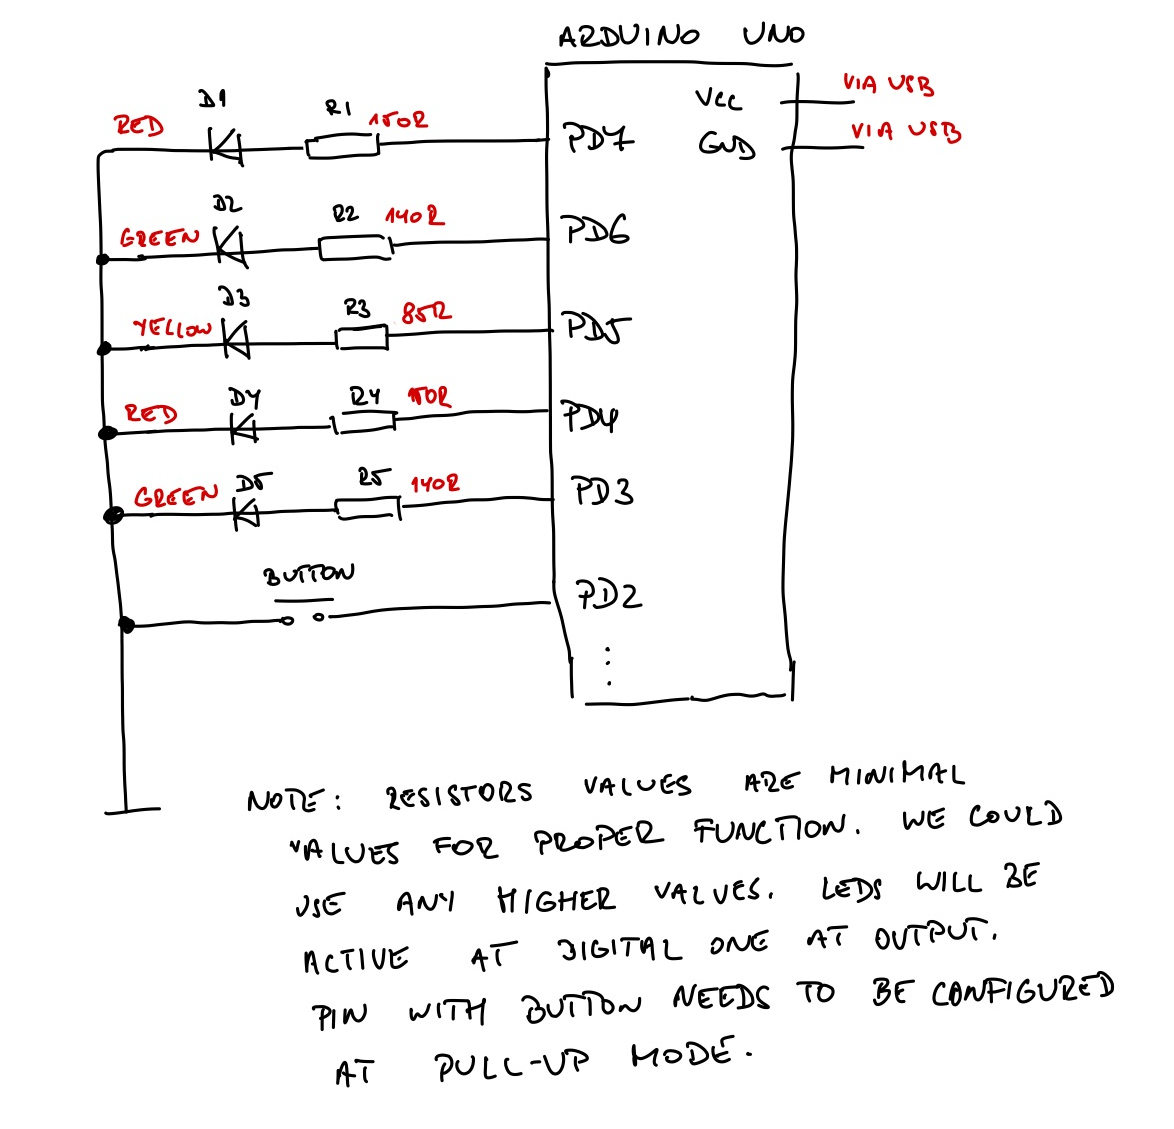 ARDUINO UNO
VCC VIA USB
GND VIA USB
RED D1 R1 150R PD7
GREEN D2 R2 140R PD6
YELLOW D3 R3 85R PD5
RED D4 R4 150R PD4
GREEN D5 R5 140R PD3
BUTTON PD2
NOTE: RESISTORS VALUES ARE MINIMAL
VALUES FOR PROPER FUNCTION. WE COULD
USE ANY HIGHER VALUES. LEDS WILL BE
ACTIVE AT DIGITAL ONE AT OUTPUT.
PIN WITH BUTTON NEEDS TO BE CONFIGURED
AT PULL-UP MODE.